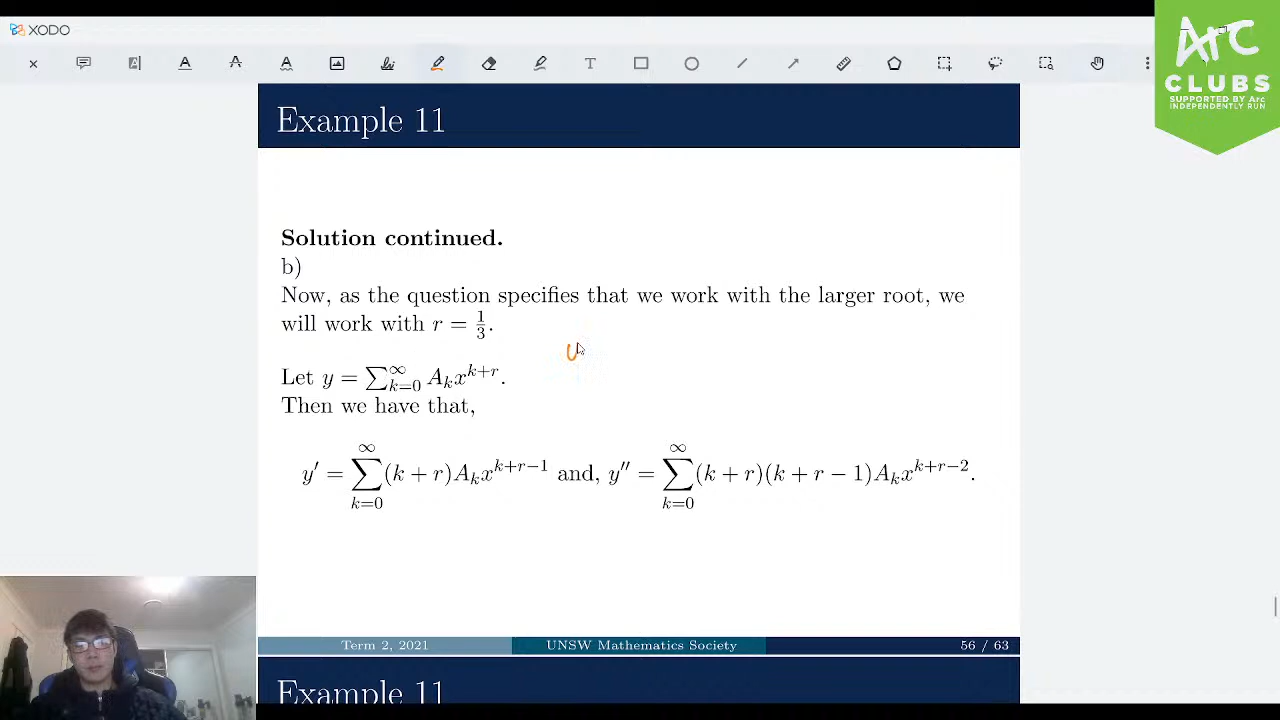 XODO
Arc
CLUBS
SUPPORTED BY Arc
INDEPENDENTLY RUN
Example 11
Solution continued.
b)
Now, as the question specifies that we work with the larger root, we
will work with r = 1/3.
Let y = ∑_{k=0}^{∞} A_k x^{k+r}.
Then we have that,
y′ = ∑_{k=0}^{∞} (k + r)A_k x^{k+r−1} and, y″ = ∑_{k=0}^{∞} (k + r)(k + r − 1)A_k x^{k+r−2}.
Term 2, 2021 UNSW Mathematics Society 56 / 63
Example 11